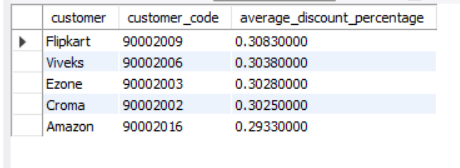 customer customer_code average_discount_percentage
Flipkart 90002009 0.30830000
Viveks 90002006 0.30380000
Ezone 90002003 0.30280000
Croma 90002002 0.30250000
Amazon 90002016 0.29330000